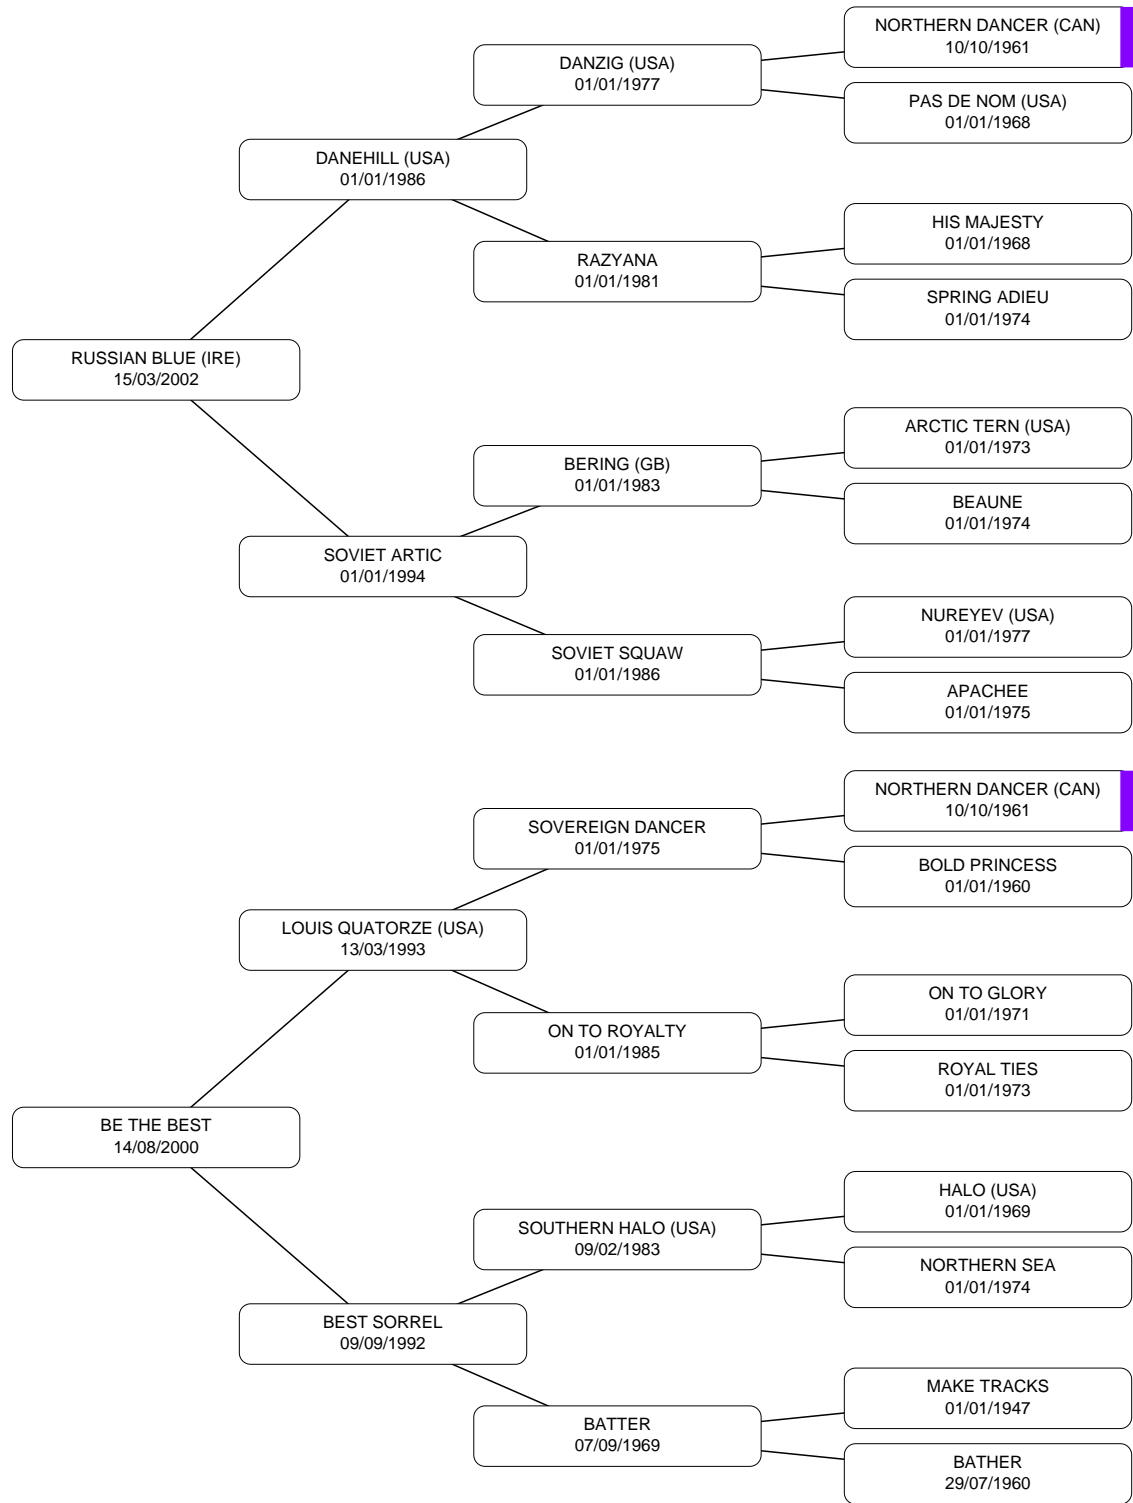 NORTHERN DANCER (CAN)
10/10/1961
DANZIG (USA)
01/01/1977
PAS DE NOM (USA)
01/01/1968
DANEHILL (USA)
01/01/1986
HIS MAJESTY
01/01/1968
RAZYANA
01/01/1981
SPRING ADIEU
01/01/1974
RUSSIAN BLUE (IRE)
15/03/2002
ARCTIC TERN (USA)
01/01/1973
BERING (GB)
01/01/1983
BEAUNE
01/01/1974
SOVIET ARTIC
01/01/1994
NUREYEV (USA)
01/01/1977
SOVIET SQUAW
01/01/1986
APACHEE
01/01/1975
NORTHERN DANCER (CAN)
10/10/1961
SOVEREIGN DANCER
01/01/1975
BOLD PRINCESS
01/01/1960
LOUIS QUATORZE (USA)
13/03/1993
ON TO GLORY
01/01/1971
ON TO ROYALTY
01/01/1985
ROYAL TIES
01/01/1973
BE THE BEST
14/08/2000
HALO (USA)
01/01/1969
SOUTHERN HALO (USA)
09/02/1983
NORTHERN SEA
01/01/1974
BEST SORREL
09/09/1992
MAKE TRACKS
01/01/1947
BATTER
07/09/1969
BATHER
29/07/1960